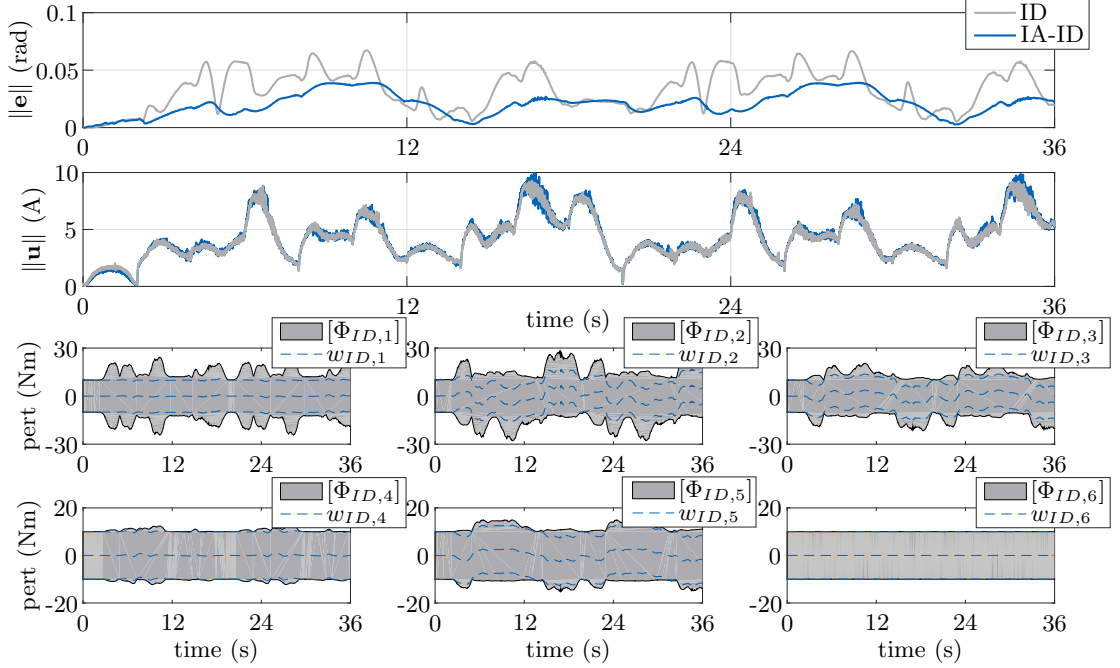 0.1
0.05
0
||e|| (rad)
ID
IA-ID
0 12 24 36
10
5
0
||u|| (A)
0 12 24 36
time (s)
[Φ_{ID,1}]
w_{ID,1}
[Φ_{ID,2}]
w_{ID,2}
[Φ_{ID,3}]
w_{ID,3}
pert (Nm)
30
0
-30
0 12 24 36
30
0
-30
0 12 24 36
30
0
-30
0 12 24 36
[Φ_{ID,4}]
w_{ID,4}
[Φ_{ID,5}]
w_{ID,5}
[Φ_{ID,6}]
w_{ID,6}
pert (Nm)
20
0
-20
0 12 24 36
time (s)
20
0
-20
0 12 24 36
time (s)
20
0
-20
0 12 24 36
time (s)